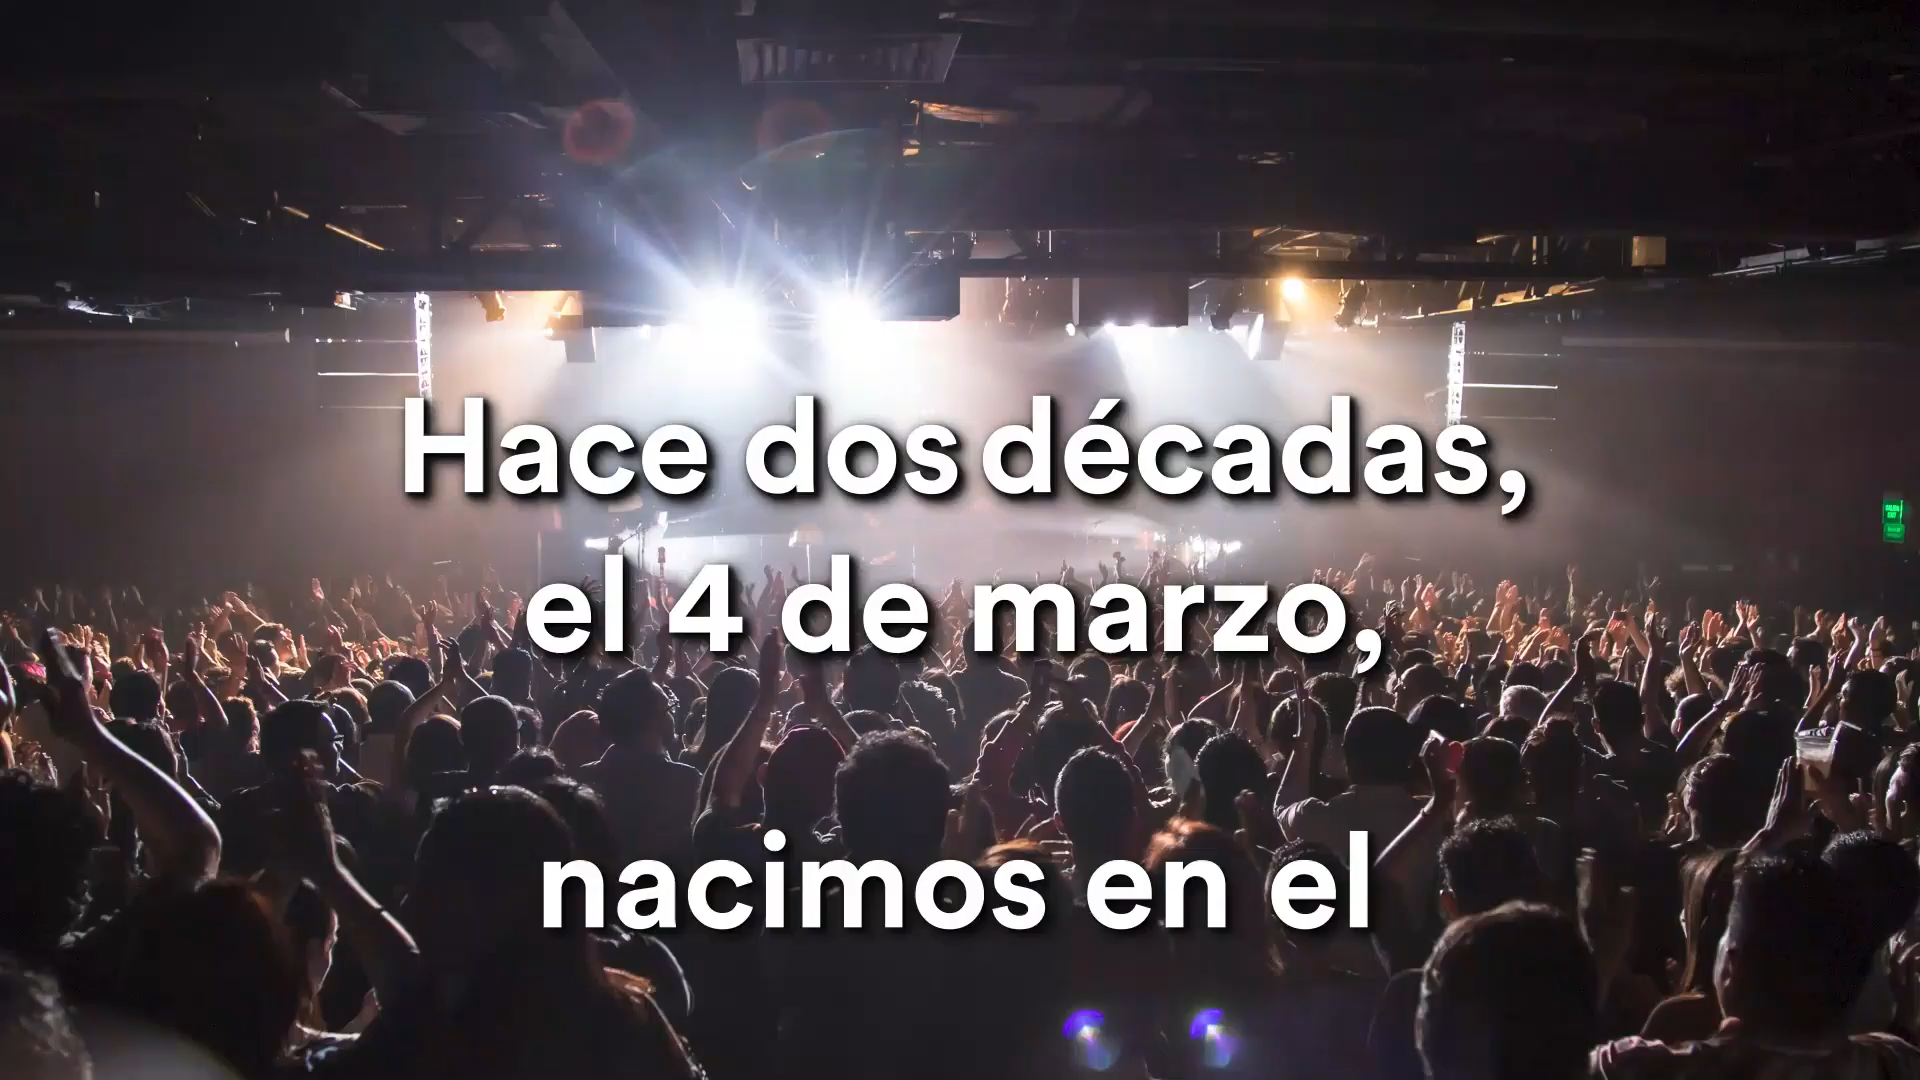 Hace dos décadas,
el 4 de marzo,
nacimos en el